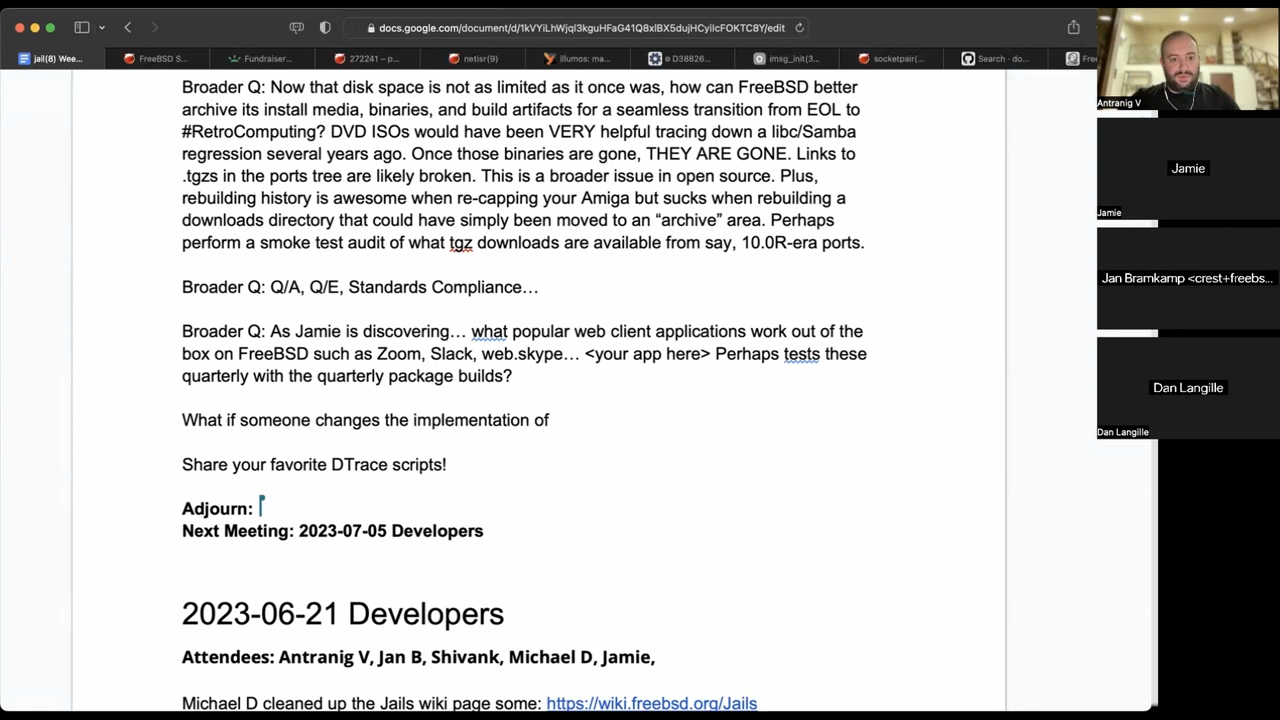 docs.google.com/document/d/1kVYiLhWjql3kguHFaG41Q8xlBX5dujHCyilcFOKTC8Y/edit
jail(8) Wee...
FreeBSD S...
Fundraiser...
272241 – p...
netisr(9)
illumos: ma...
D38826...
imsg_init(3...
socketpair(...
Search · do...
Fre
Broader Q: Now that disk space is not as limited as it once was, how can FreeBSD better
archive its install media, binaries, and build artifacts for a seamless transition from EOL to
#RetroComputing? DVD ISOs would have been VERY helpful tracing down a libc/Samba
regression several years ago. Once those binaries are gone, THEY ARE GONE. Links to
.tgzs in the ports tree are likely broken. This is a broader issue in open source. Plus,
rebuilding history is awesome when re-capping your Amiga but sucks when rebuilding a
downloads directory that could have simply been moved to an “archive” area. Perhaps
perform a smoke test audit of what tgz downloads are available from say, 10.0R-era ports.
Broader Q: Q/A, Q/E, Standards Compliance…
Broader Q: As Jamie is discovering… what popular web client applications work out of the
box on FreeBSD such as Zoom, Slack, web.skype… <your app here> Perhaps tests these
quarterly with the quarterly package builds?
What if someone changes the implementation of
Share your favorite DTrace scripts!
Adjourn:
Next Meeting: 2023-07-05 Developers
2023-06-21 Developers
Attendees: Antranig V, Jan B, Shivank, Michael D, Jamie,
Michael D cleaned up the Jails wiki page some: https://wiki.freebsd.org/Jails
Antranig V
Jamie
Jamie
Jan Bramkamp <crest+freebs...
Dan Langille
Dan Langille